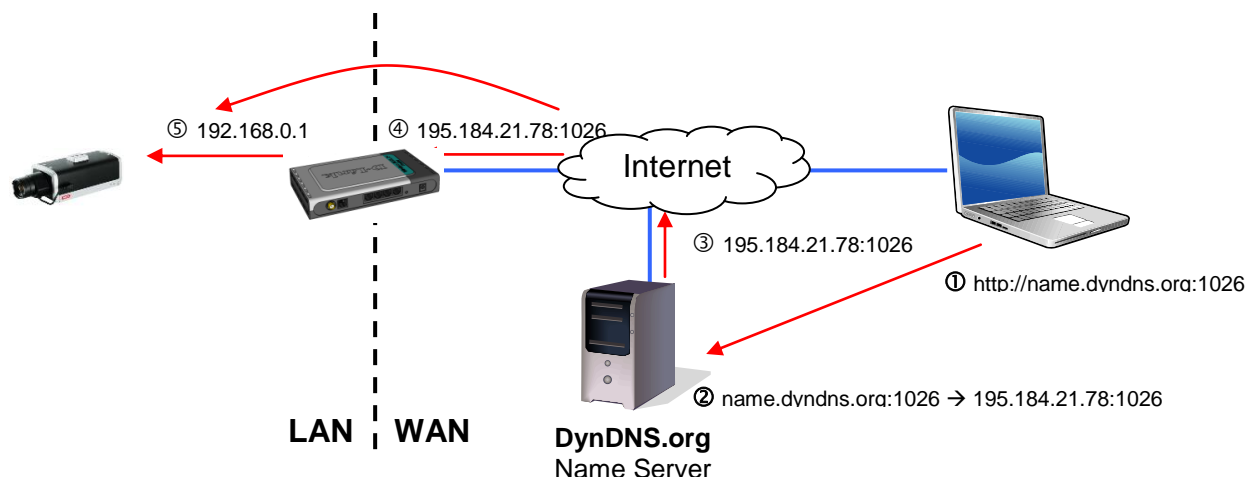 ⑤ 192.168.0.1
④ 195.184.21.78:1026
Internet
③ 195.184.21.78:1026
① http://name.dyndns.org:1026
② name.dyndns.org:1026 → 195.184.21.78:1026
LAN
WAN
DynDNS.org
Name Server
D-Link